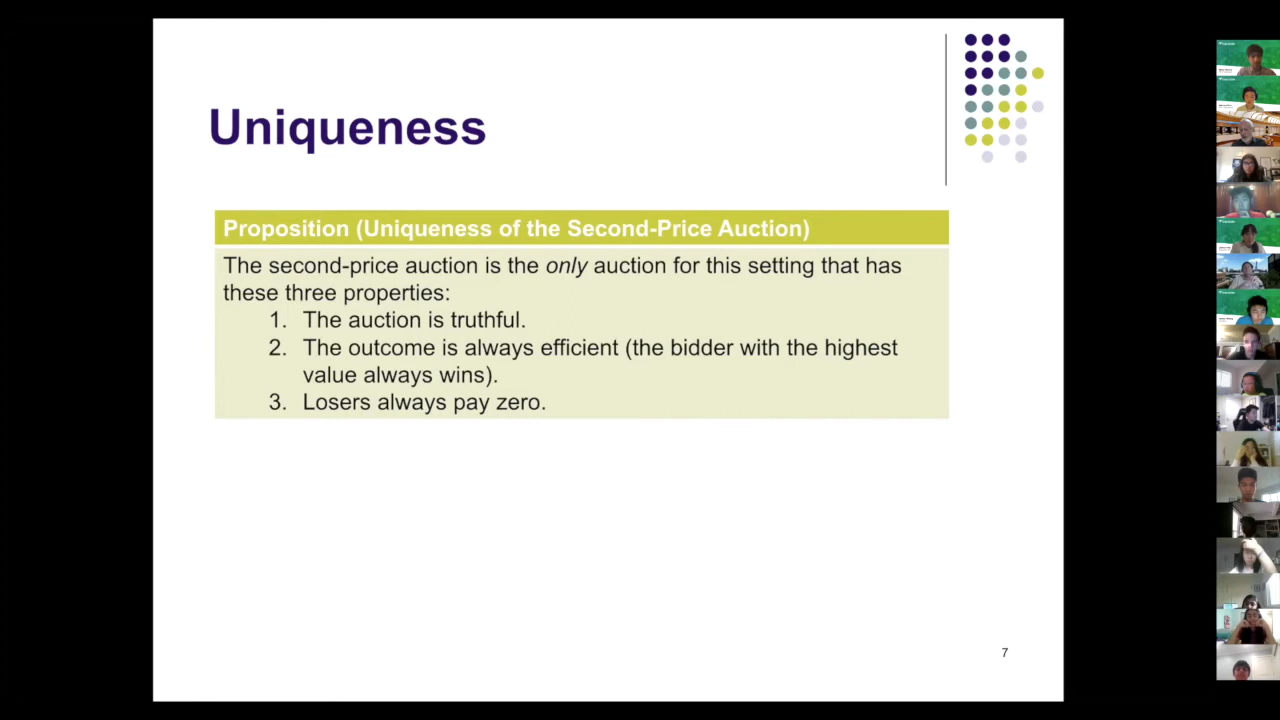 Uniqueness
Proposition (Uniqueness of the Second-Price Auction)
The second-price auction is the only auction for this setting that has
these three properties:
1. The auction is truthful.
2. The outcome is always efficient (the bidder with the highest
value always wins).
3. Losers always pay zero.
7